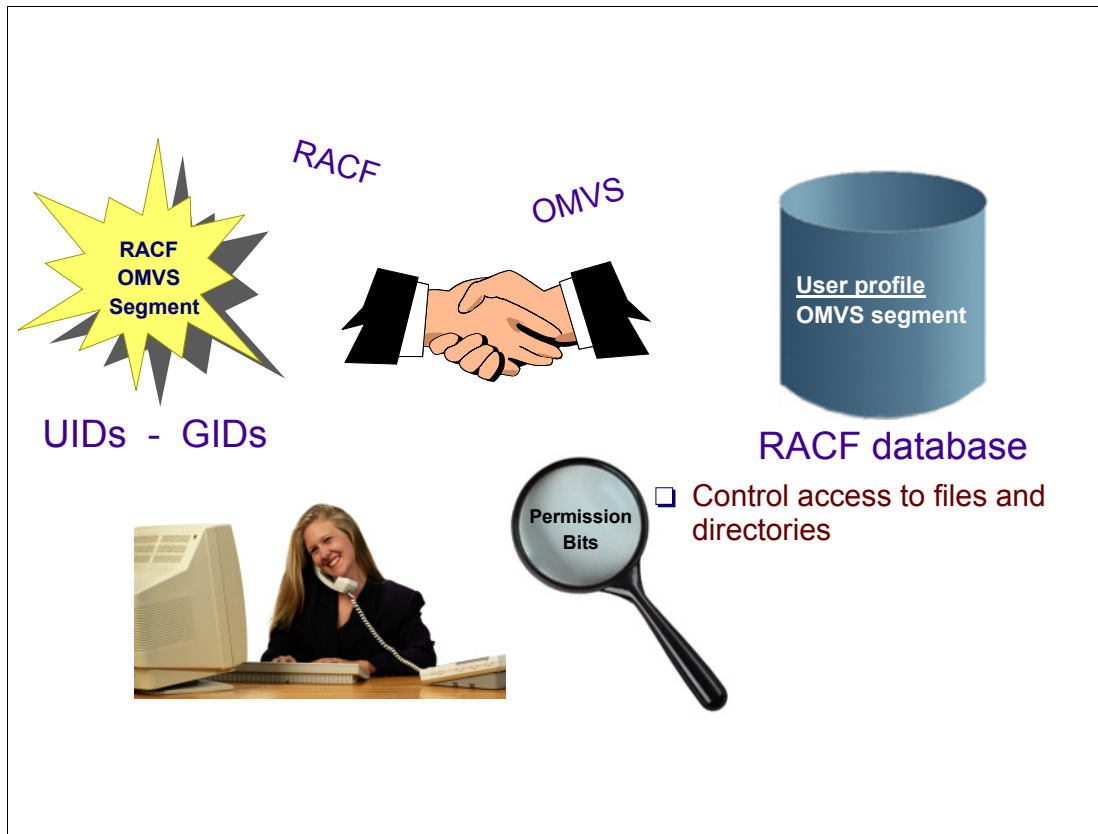 RACF
OMVS
RACF
OMVS
Segment
User profile
OMVS segment
UIDs - GIDs
RACF database
Permission
Bits
Control access to files and
directories